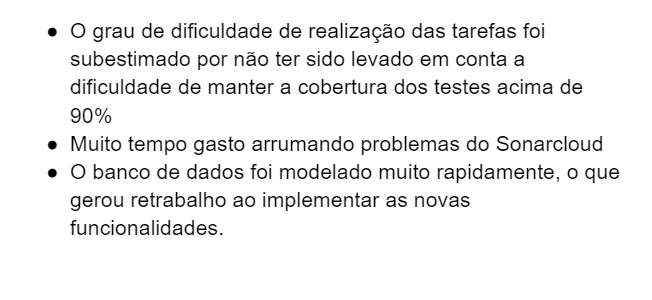 ● O grau de dificuldade de realização das tarefas foi
subestimado por não ter sido levado em conta a
dificuldade de manter a cobertura dos testes acima de
90%
● Muito tempo gasto arrumando problemas do Sonarcloud
● O banco de dados foi modelado muito rapidamente, o que
gerou retrabalho ao implementar as novas
funcionalidades.